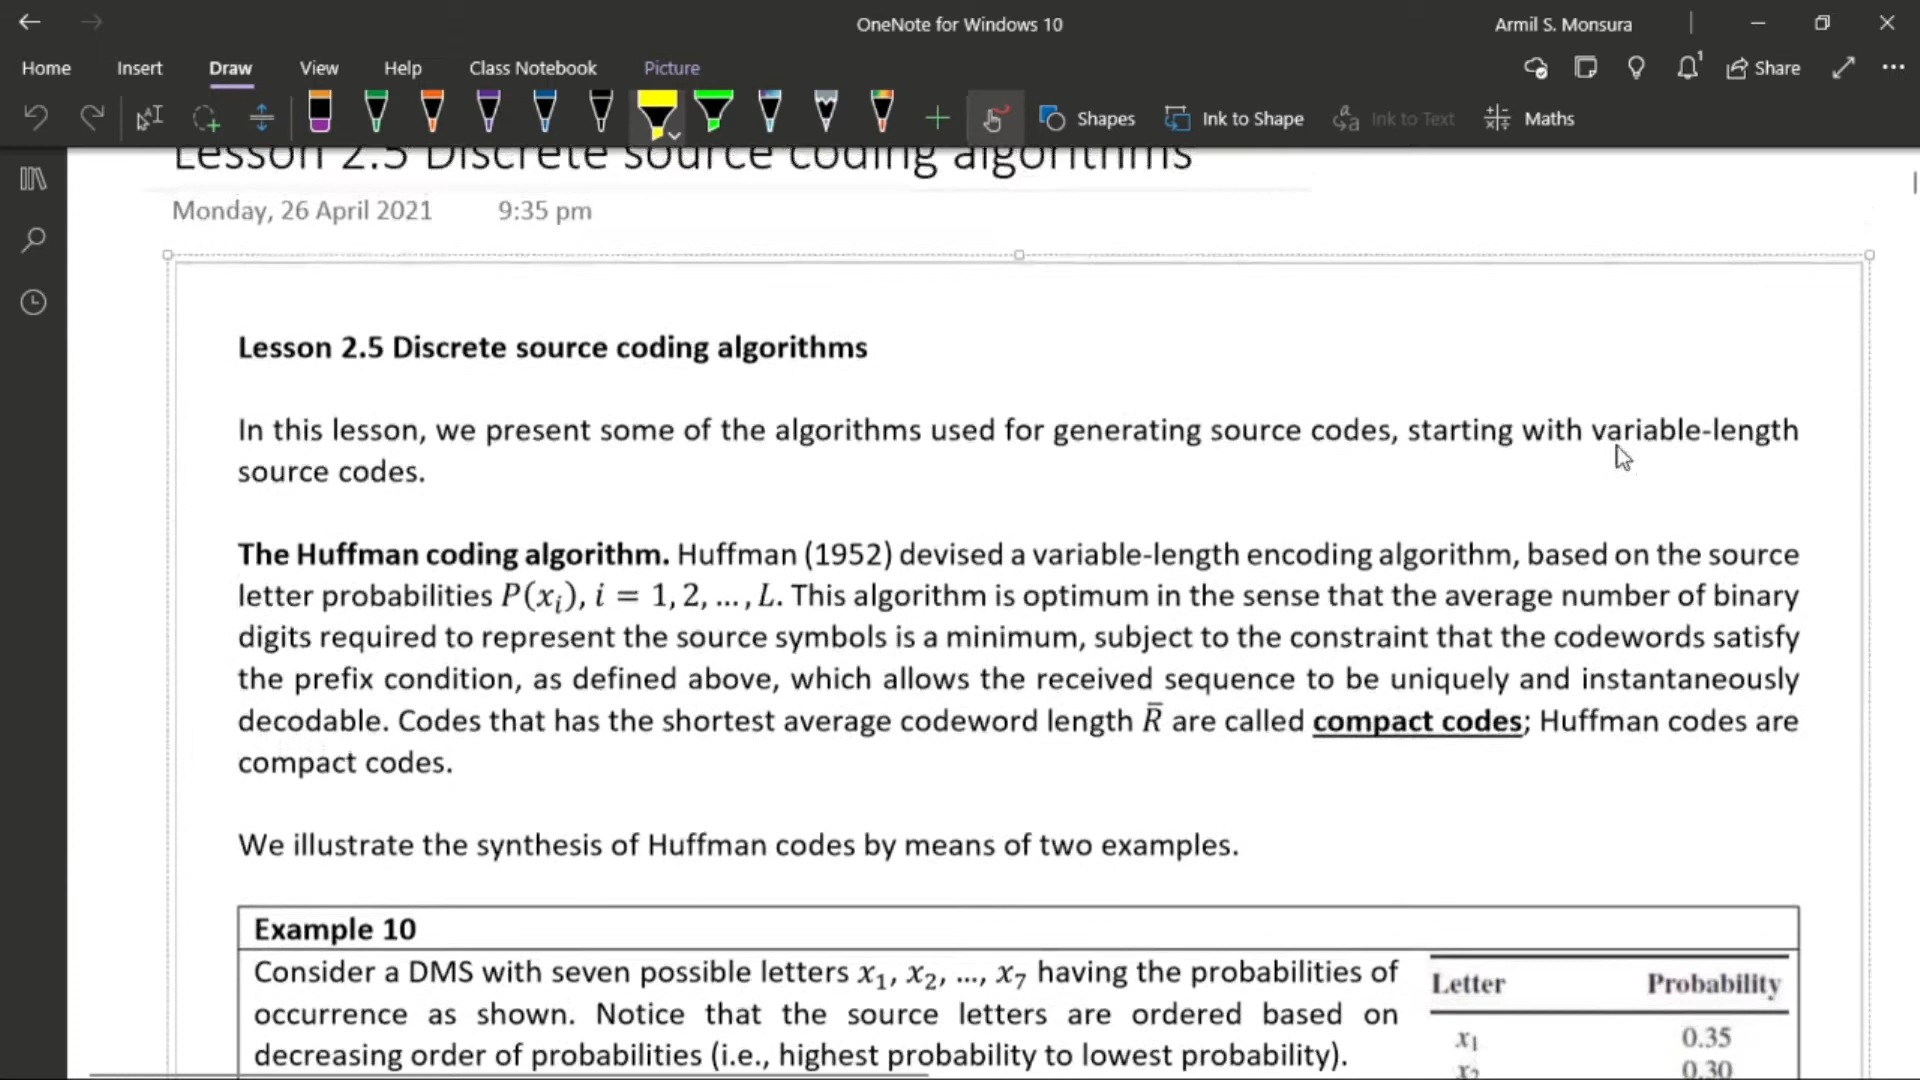 OneNote for Windows 10
Armil S. Monsura
Home Insert Draw View Help Class Notebook Picture
Share
Shapes Ink to Shape Ink to Text Maths
Lesson 2.5 Discrete source coding algorithms
Monday, 26 April 2021 9:35 pm
Lesson 2.5 Discrete source coding algorithms
In this lesson, we present some of the algorithms used for generating source codes, starting with variable-length
source codes.
The Huffman coding algorithm. Huffman (1952) devised a variable-length encoding algorithm, based on the source
letter probabilities P(xᵢ), i = 1, 2, ..., L. This algorithm is optimum in the sense that the average number of binary
digits required to represent the source symbols is a minimum, subject to the constraint that the codewords satisfy
the prefix condition, as defined above, which allows the received sequence to be uniquely and instantaneously
decodable. Codes that has the shortest average codeword length R̄ are called compact codes; Huffman codes are
compact codes.
We illustrate the synthesis of Huffman codes by means of two examples.
Example 10
Consider a DMS with seven possible letters x₁, x₂, ..., x₇ having the probabilities of
occurrence as shown. Notice that the source letters are ordered based on
decreasing order of probabilities (i.e., highest probability to lowest probability).
Letter Probability
x₁ 0.35
x₂ 0.30